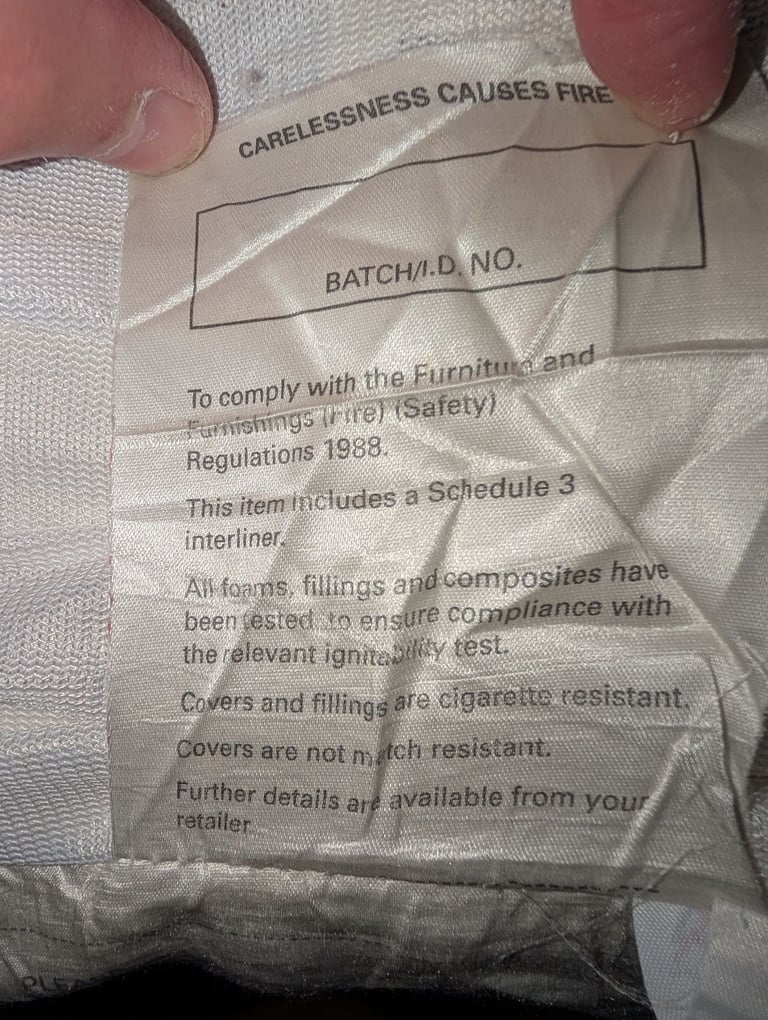 CARELESSNESS CAUSES FIRE
BATCH/I.D. NO.
To comply with the Furniture and
Furnishings (Fire) (Safety)
Regulations 1988.
This item includes a Schedule 3
interliner.
All foams, fillings and composites have
been tested to ensure compliance with
the relevant ignitability test.
Covers and fillings are cigarette resistant.
Covers are not match resistant.
Further details are available from your
retailer.